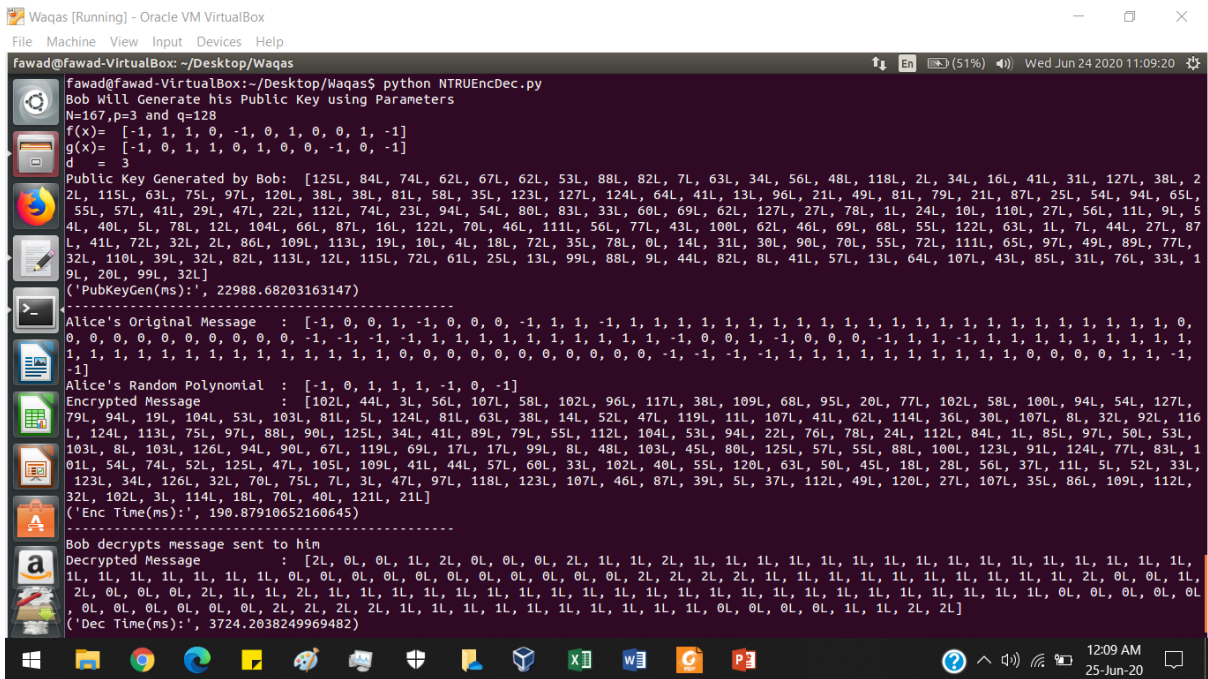 Waqas [Running] - Oracle VM VirtualBox
File Machine View Input Devices Help
fawad@fawad-VirtualBox: ~/Desktop/Waqas
En (51%) Wed Jun 24 2020 11:09:20
fawad@fawad-VirtualBox:~/Desktop/Waqas$ python NTRUEncDec.py
Bob Will Generate his Public Key using Parameters
N=167,p=3 and q=128
f(x)= [-1, 1, 1, 0, -1, 0, 1, 0, 0, 1, -1]
g(x)= [-1, 0, 1, 1, 0, 1, 0, 0, -1, 0, -1]
d = 3
Public Key Generated by Bob: [125L, 84L, 74L, 62L, 67L, 62L, 53L, 88L, 82L, 7L, 63L, 34L, 56L, 48L, 118L, 2L, 34L, 16L, 41L, 31L, 127L, 38L, 2
2L, 115L, 63L, 75L, 97L, 120L, 38L, 38L, 81L, 58L, 35L, 123L, 127L, 124L, 64L, 41L, 13L, 96L, 21L, 49L, 81L, 79L, 21L, 87L, 25L, 54L, 94L, 65L,
55L, 57L, 41L, 29L, 47L, 22L, 112L, 74L, 23L, 94L, 54L, 80L, 83L, 33L, 60L, 69L, 62L, 127L, 27L, 78L, 1L, 24L, 10L, 110L, 27L, 56L, 11L, 9L, 5
4L, 40L, 5L, 78L, 12L, 104L, 66L, 87L, 16L, 122L, 70L, 46L, 111L, 56L, 77L, 43L, 100L, 62L, 46L, 69L, 68L, 55L, 122L, 63L, 1L, 7L, 44L, 27L, 87
L, 41L, 72L, 32L, 2L, 86L, 109L, 113L, 19L, 10L, 4L, 18L, 72L, 35L, 78L, 0L, 14L, 31L, 30L, 90L, 70L, 55L, 72L, 111L, 65L, 97L, 49L, 89L, 77L,
32L, 110L, 39L, 32L, 82L, 113L, 12L, 115L, 72L, 61L, 25L, 13L, 99L, 88L, 9L, 44L, 82L, 8L, 41L, 57L, 13L, 64L, 107L, 43L, 85L, 31L, 76L, 33L, 1
9L, 20L, 99L, 32L]
('PubKeyGen(ms):', 22988.68203163147)
-------------------------------------------------
Alice's Original Message : [-1, 0, 0, 1, -1, 0, 0, 0, -1, 1, 1, -1, 1, 1, 1, 1, 1, 1, 1, 1, 1, 1, 1, 1, 1, 1, 1, 1, 1, 1, 1, 1, 1, 1, 1, 0,
0, 0, 0, 0, 0, 0, 0, 0, 0, 0, -1, -1, -1, -1, 1, 1, 1, 1, 1, 1, 1, 1, 1, 1, -1, 0, 0, 1, -1, 0, 0, 0, -1, 1, 1, -1, 1, 1, 1, 1, 1, 1, 1, 1, 1,
1, 1, 1, 1, 1, 1, 1, 1, 1, 1, 1, 1, 1, 1, 0, 0, 0, 0, 0, 0, 0, 0, 0, 0, 0, -1, -1, -1, -1, 1, 1, 1, 1, 1, 1, 1, 1, 1, 1, 0, 0, 0, 0, 1, 1, -1,
-1]
Alice's Random Polynomial : [-1, 0, 1, 1, 1, -1, 0, -1]
Encrypted Message : [102L, 44L, 3L, 56L, 107L, 58L, 102L, 96L, 117L, 38L, 109L, 68L, 95L, 20L, 77L, 102L, 58L, 100L, 94L, 54L, 127L,
79L, 94L, 19L, 104L, 53L, 103L, 81L, 5L, 124L, 81L, 63L, 38L, 14L, 52L, 47L, 119L, 11L, 107L, 41L, 62L, 114L, 36L, 30L, 107L, 8L, 32L, 92L, 116
L, 124L, 113L, 75L, 97L, 88L, 90L, 125L, 34L, 41L, 89L, 79L, 55L, 112L, 104L, 53L, 94L, 22L, 76L, 78L, 24L, 112L, 84L, 1L, 85L, 97L, 50L, 53L,
103L, 8L, 103L, 126L, 94L, 90L, 67L, 119L, 69L, 17L, 17L, 99L, 8L, 48L, 103L, 45L, 80L, 125L, 57L, 55L, 88L, 100L, 123L, 91L, 124L, 77L, 83L, 1
01L, 54L, 74L, 52L, 125L, 47L, 105L, 109L, 41L, 44L, 57L, 60L, 33L, 102L, 40L, 55L, 120L, 63L, 50L, 45L, 18L, 28L, 56L, 37L, 11L, 5L, 52L, 33L,
123L, 34L, 126L, 32L, 70L, 75L, 7L, 3L, 47L, 97L, 118L, 123L, 107L, 46L, 87L, 39L, 5L, 37L, 112L, 49L, 120L, 27L, 107L, 35L, 86L, 109L, 112L,
32L, 102L, 3L, 114L, 18L, 70L, 40L, 121L, 21L]
('Enc Time(ms):', 190.87910652160645)
-------------------------------------------------
Bob decrypts message sent to him
Decrypted Message : [2L, 0L, 0L, 1L, 2L, 0L, 0L, 0L, 2L, 1L, 1L, 2L, 1L, 1L, 1L, 1L, 1L, 1L, 1L, 1L, 1L, 1L, 1L, 1L, 1L, 1L, 1L, 1L,
1L, 1L, 1L, 1L, 1L, 1L, 1L, 0L, 0L, 0L, 0L, 0L, 0L, 0L, 0L, 0L, 0L, 0L, 2L, 2L, 2L, 2L, 1L, 1L, 1L, 1L, 1L, 1L, 1L, 1L, 1L, 1L, 2L, 0L, 0L, 1L,
2L, 0L, 0L, 0L, 2L, 1L, 1L, 2L, 1L, 1L, 1L, 1L, 1L, 1L, 1L, 1L, 1L, 1L, 1L, 1L, 1L, 1L, 1L, 1L, 1L, 1L, 1L, 1L, 1L, 1L, 1L, 0L, 0L, 0L, 0L, 0L
, 0L, 0L, 0L, 0L, 0L, 0L, 2L, 2L, 2L, 2L, 1L, 1L, 1L, 1L, 1L, 1L, 1L, 1L, 1L, 1L, 0L, 0L, 0L, 0L, 1L, 1L, 2L, 2L]
('Dec Time(ms):', 3724.2038249969482)
12:09 AM
25-Jun-20